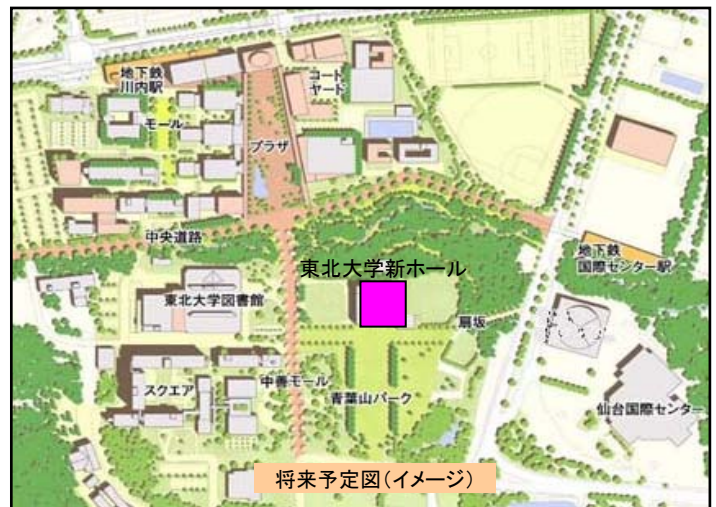 地下鉄
川内駅
コート
ヤード
モール
プラザ
中央道路
東北大学新ホール
地下鉄
国際センター駅
東北大学図書館
扇坂
中善モール
スクエア
青葉山パーク
仙台国際センター
将来予定図(イメージ)